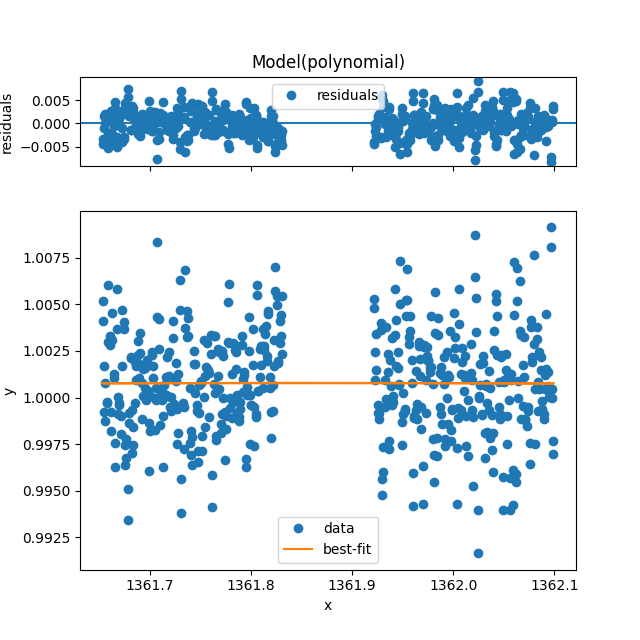 Model(polynomial)
residuals
0.005
0.000
−0.005
residuals
1.0075
1.0050
1.0025
1.0000
0.9975
0.9950
0.9925
y
data
best-fit
1361.7 1361.8 1361.9 1362.0 1362.1
x